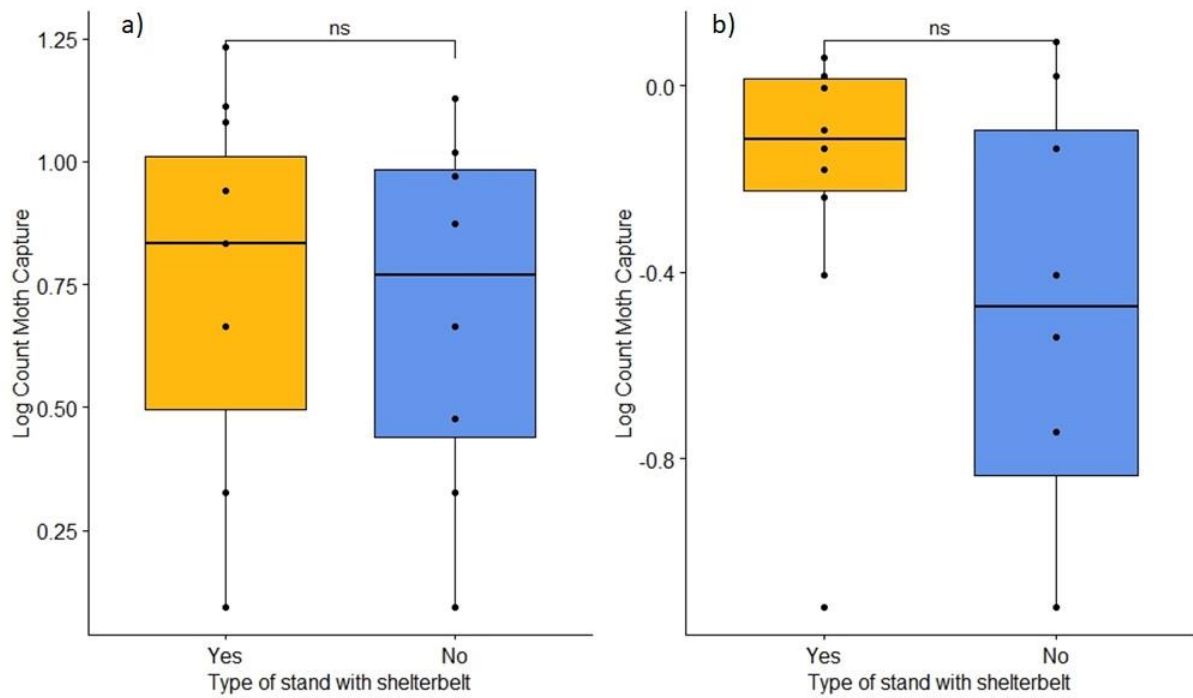 a)
ns
1.25
1.00
0.75
0.50
0.25
Log Count Moth Capture
Yes No
Type of stand with shelterbelt
b)
ns
0.0
-0.4
-0.8
Log Count Moth Capture
Yes No
Type of stand with shelterbelt